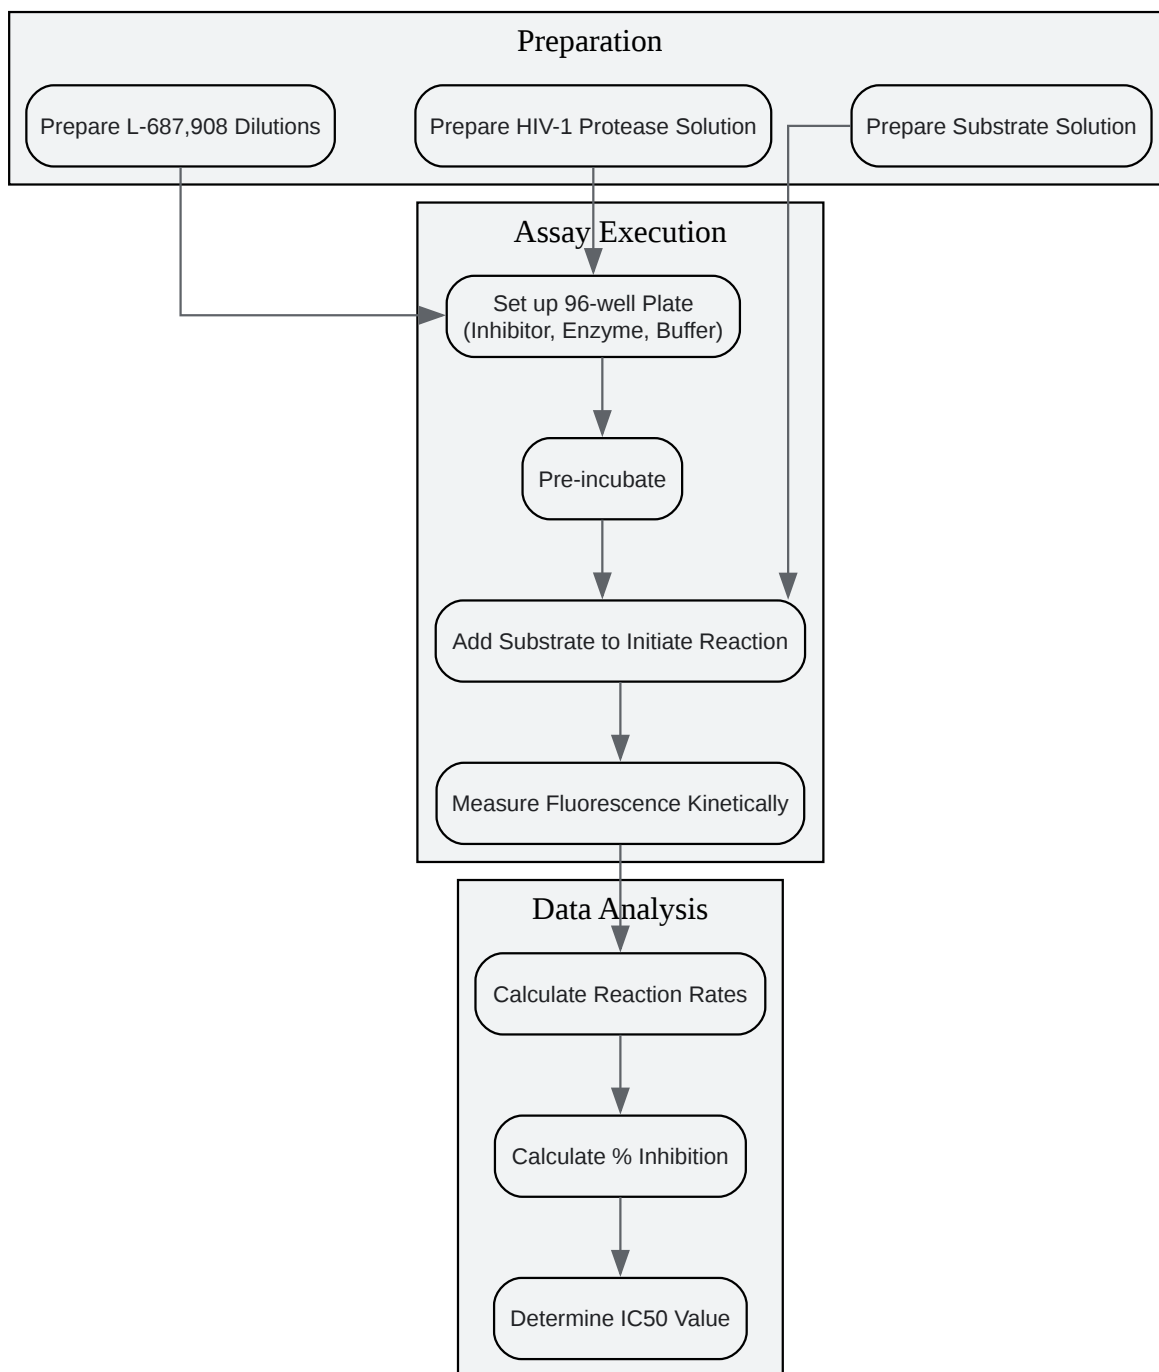 Preparation
Prepare L-687,908 Dilutions
Prepare HIV-1 Protease Solution
Prepare Substrate Solution
Assay Execution
Set up 96-well Plate
(Inhibitor, Enzyme, Buffer)
Pre-incubate
Add Substrate to Initiate Reaction
Measure Fluorescence Kinetically
Data Analysis
Calculate Reaction Rates
Calculate % Inhibition
Determine IC50 Value